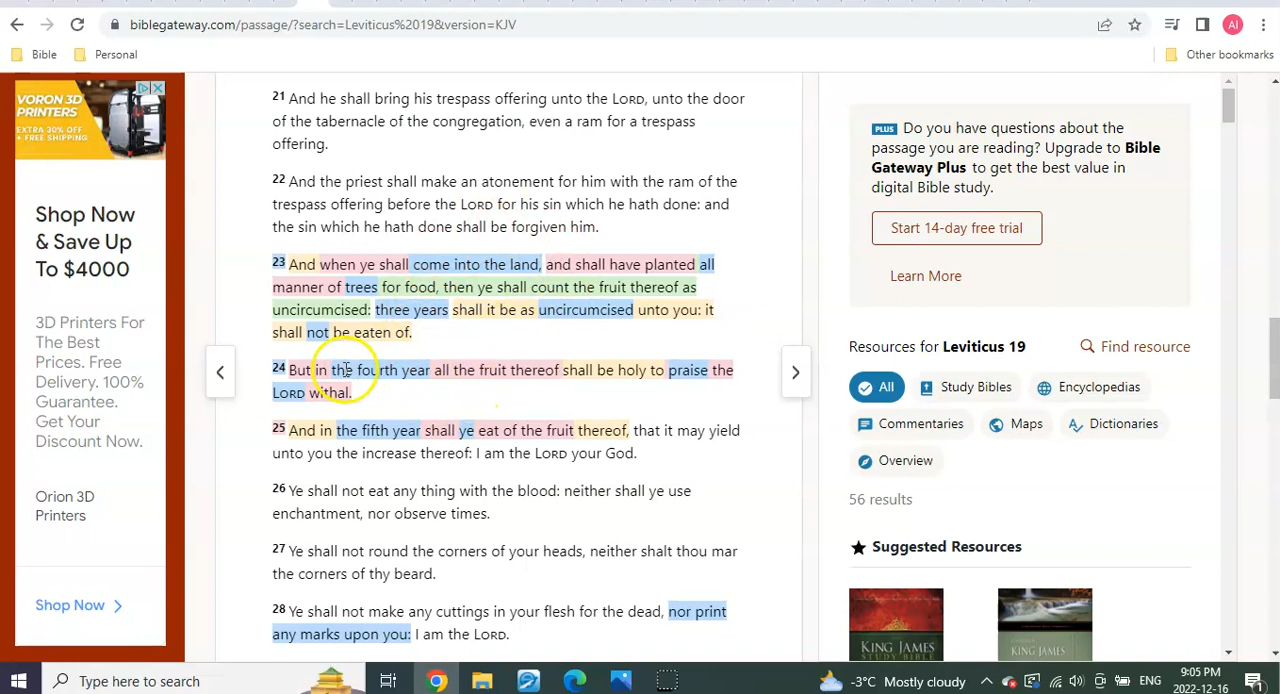 biblegateway.com/passage/?search=Leviticus%2019&version=KJV
AI
Bible
Personal
Other bookmarks
VORON 3D
PRINTERS
EXTRA 30% OFF
+ FREE SHIPPING
Shop Now
& Save Up
To $4000
3D Printers For
The Best
Prices. Free
Delivery. 100%
Guarantee.
Get Your
Discount Now.
Orion 3D
Printers
Shop Now
21 And he shall bring his trespass offering unto the LORD, unto the door
of the tabernacle of the congregation, even a ram for a trespass
offering.
22 And the priest shall make an atonement for him with the ram of the
trespass offering before the LORD for his sin which he hath done: and
the sin which he hath done shall be forgiven him.
23 And when ye shall come into the land, and shall have planted all
manner of trees for food, then ye shall count the fruit thereof as
uncircumcised: three years shall it be as uncircumcised unto you: it
shall not be eaten of.
24 But in the fourth year all the fruit thereof shall be holy to praise the
LORD withal.
25 And in the fifth year shall ye eat of the fruit thereof, that it may yield
unto you the increase thereof: I am the LORD your God.
26 Ye shall not eat any thing with the blood: neither shall ye use
enchantment, nor observe times.
27 Ye shall not round the corners of your heads, neither shalt thou mar
the corners of thy beard.
28 Ye shall not make any cuttings in your flesh for the dead, nor print
any marks upon you: I am the LORD.
PLUS Do you have questions about the
passage you are reading? Upgrade to Bible
Gateway Plus to get the best value in
digital Bible study.
Start 14-day free trial
Learn More
Resources for Leviticus 19
Find resource
All
Study Bibles
Encyclopedias
Commentaries
Maps
Dictionaries
Overview
56 results
Suggested Resources
KING JAMES
STUDY BIBLE
KING JAMES
Type here to search
-3°C Mostly cloudy
ENG
9:05 PM
2022-12-16
1